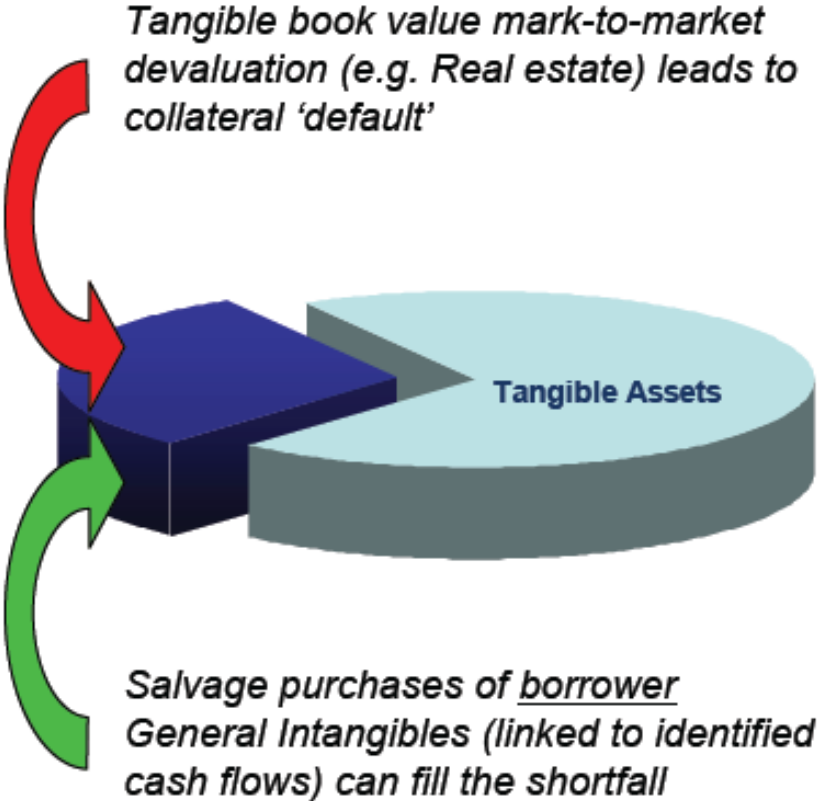 Tangible book value mark-to-market
devaluation (e.g. Real estate) leads to
collateral ‘default’
Tangible Assets
Salvage purchases of borrower
General Intangibles (linked to identified
cash flows) can fill the shortfall